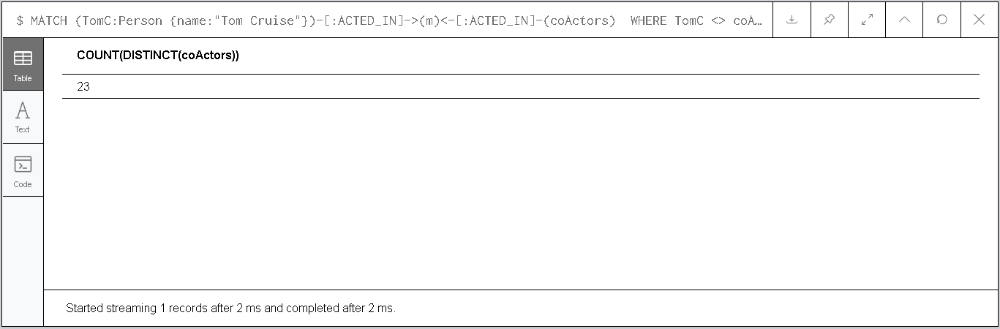 $ MATCH (TomC:Person {name:"Tom Cruise"})-[:ACTED_IN]->(m)<-[:ACTED_IN]-(coActors)  WHERE TomC <> coA…
COUNT(DISTINCT(coActors))
Table
23
Text
Code
Started streaming 1 records after 2 ms and completed after 2 ms.